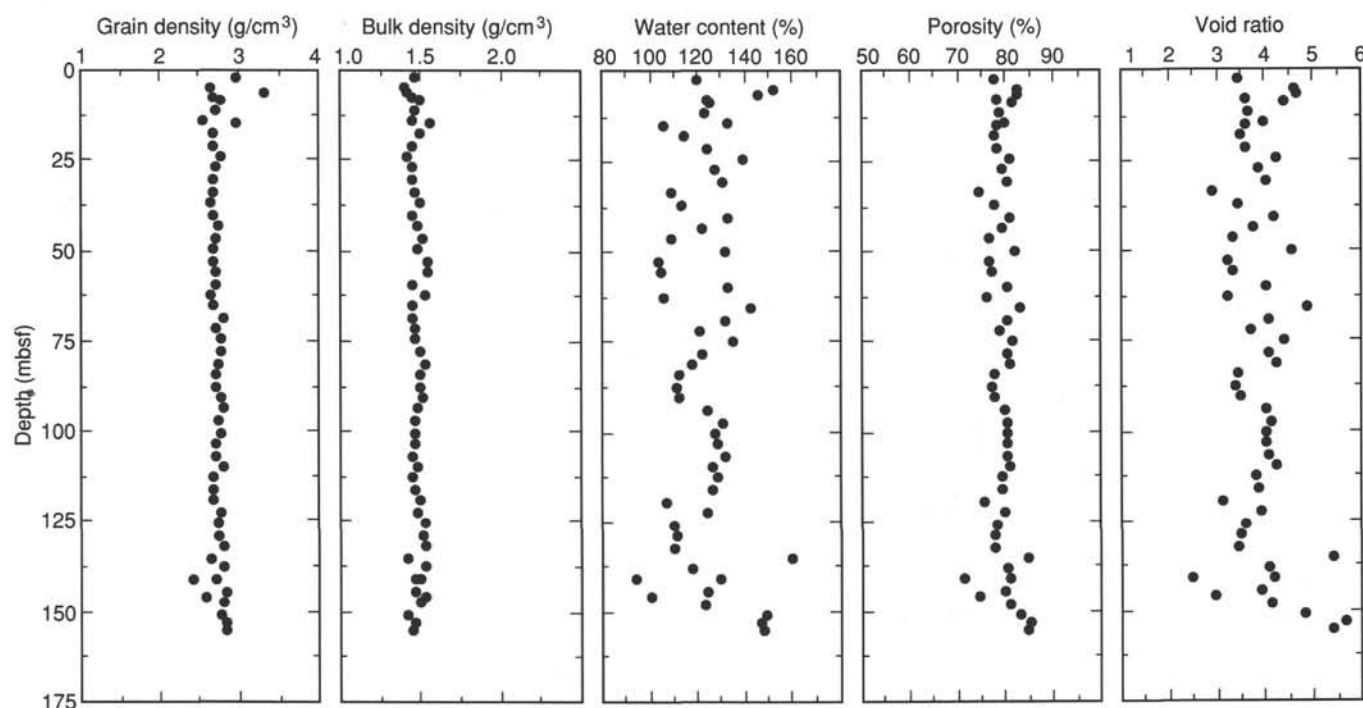 Grain density (g/cm3) Bulk density (g/cm3) Water content (%) Porosity (%) Void ratio
1 2 3 4 1.0 1.5 2.0 80 100 120 140 160 180 50 60 70 80 90 1 2 3 4 5 6
0
25
50
75
100
125
150
175
Depth (mbsf)